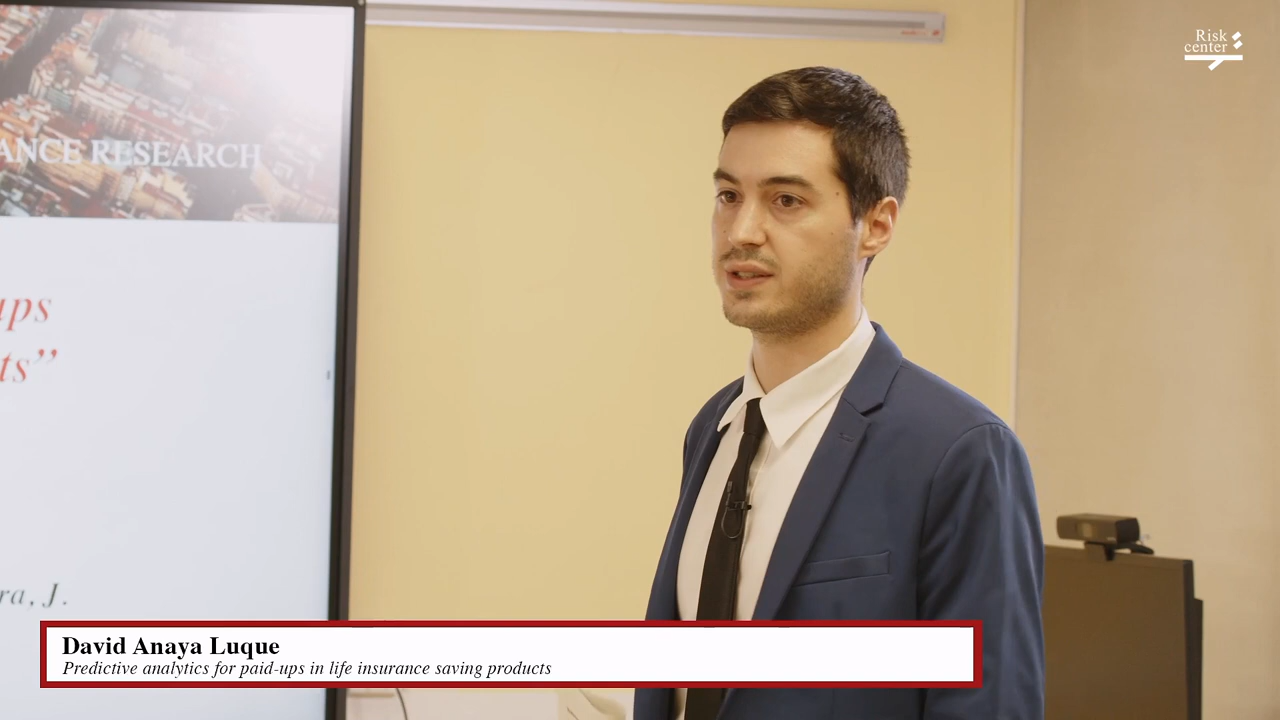 Risk
center
ANCE RESEARCH
ups
ts”
ra, J.
David Anaya Luque
Predictive analytics for paid-ups in life insurance saving products